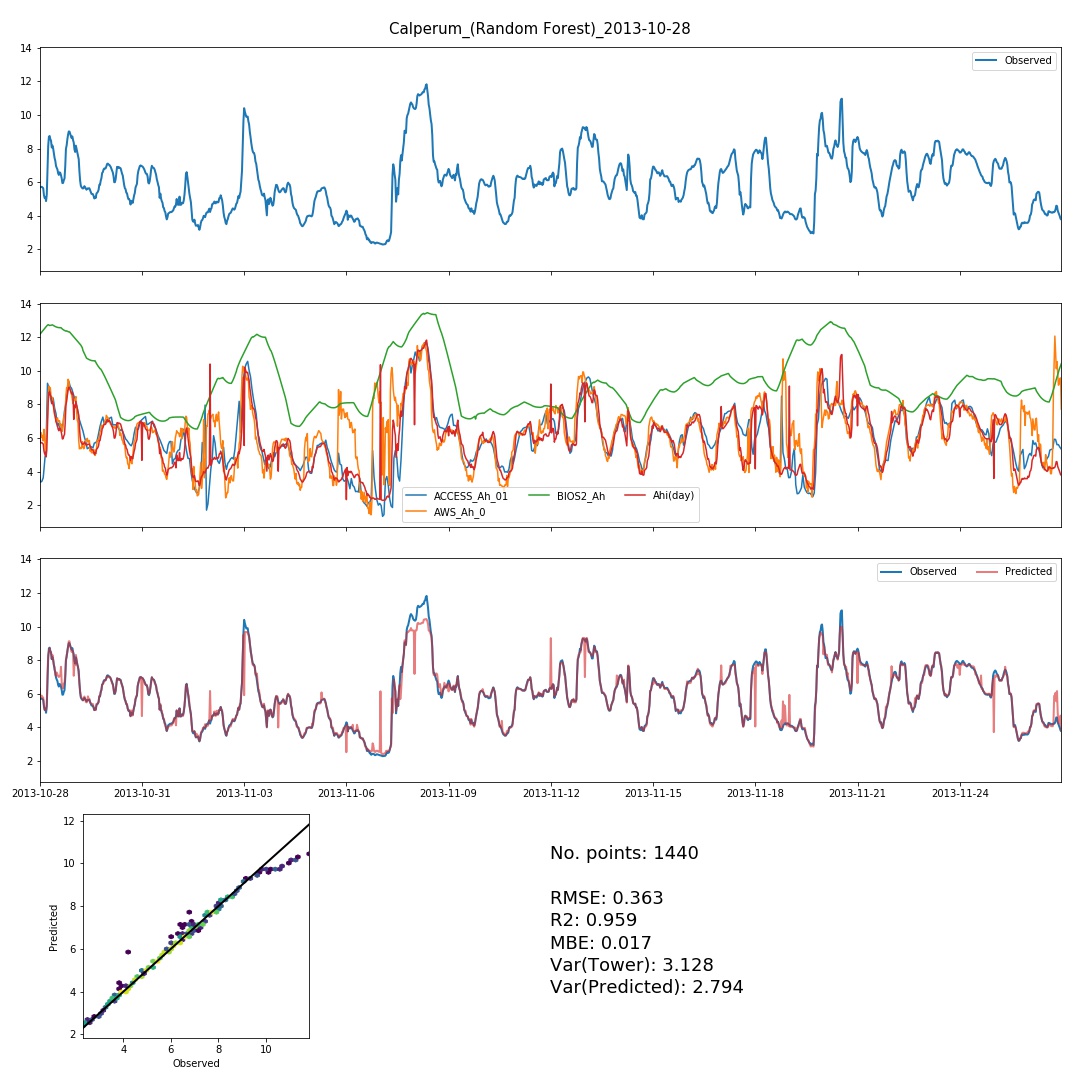 Calperum_(Random Forest)_2013-10-28
14
12
10
8
6
4
2
Observed
14
12
10
8
6
4
2
ACCESS_Ah_01 BIOS2_Ah Ahi(day)
AWS_Ah_0
14
12
10
8
6
4
2
Observed Predicted
2013-10-28 2013-10-31 2013-11-03 2013-11-06 2013-11-09 2013-11-12 2013-11-15 2013-11-18 2013-11-21 2013-11-24
12
10
8
6
4
2
Predicted
4 6 8 10
Observed
No. points: 1440
RMSE: 0.363
R2: 0.959
MBE: 0.017
Var(Tower): 3.128
Var(Predicted): 2.794